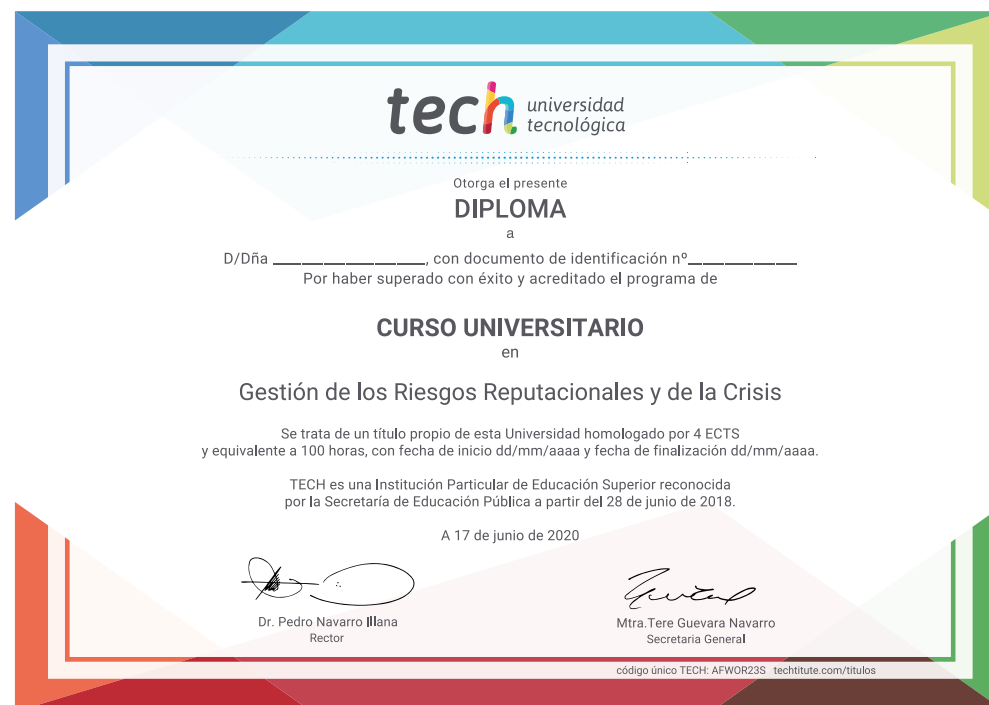 tech universidad
tecnológica
Otorga el presente
DIPLOMA
a
D/Dña ____________________, con documento de identificación nº______________
Por haber superado con éxito y acreditado el programa de
CURSO UNIVERSITARIO
en
Gestión de los Riesgos Reputacionales y de la Crisis
Se trata de un título propio de esta Universidad homologado por 4 ECTS
y equivalente a 100 horas, con fecha de inicio dd/mm/aaaa y fecha de finalización dd/mm/aaaa.
TECH es una Institución Particular de Educación Superior reconocida
por la Secretaría de Educación Pública a partir del 28 de junio de 2018.
A 17 de junio de 2020
Dr. Pedro Navarro Illana
Rector
Mtra.Tere Guevara Navarro
Secretaria General
código único TECH: AFWOR23S techtitute.com/titulos